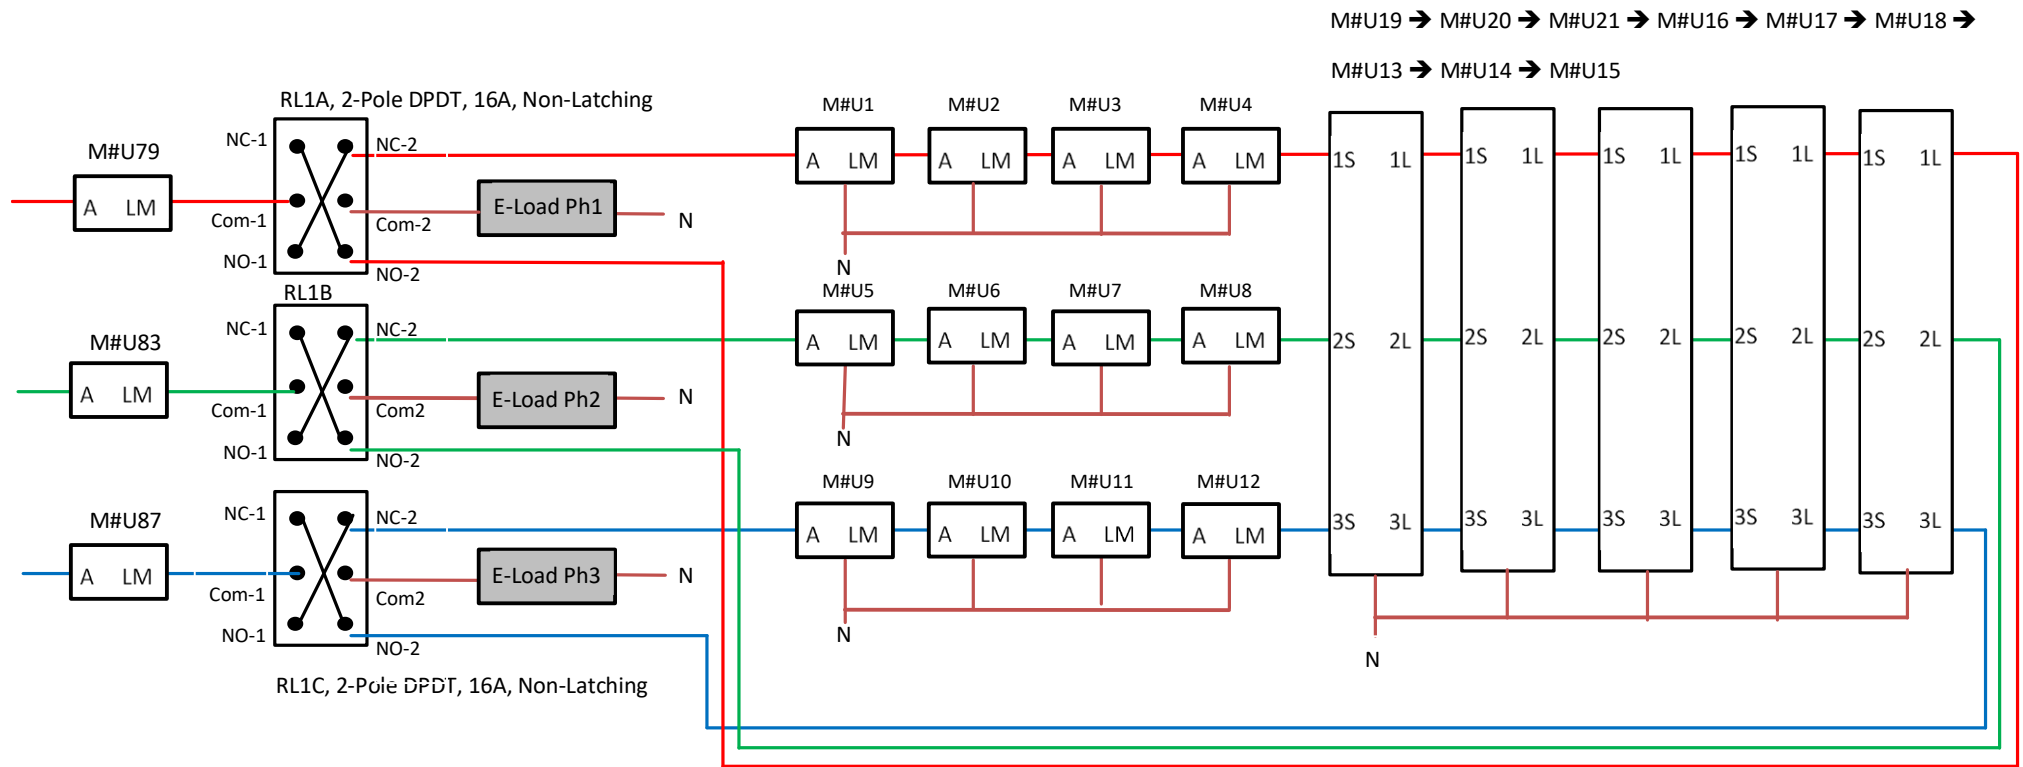 M#U19 ➔ M#U20 ➔ M#U21 ➔ M#U16 ➔ M#U17 ➔ M#U18 ➔
M#U13 ➔ M#U14 ➔ M#U15
RL1A, 2-Pole DPDT, 16A, Non-Latching
M#U1 M#U2 M#U3 M#U4
NC-1 NC-2
M#U79
A LM A LM A LM A LM
1S 1L 1S 1L 1S 1L 1S 1L 1S 1L
A LM
E-Load Ph1 N
Com-1 Com-2
NO-1 NO-2
N
RL1B
M#U5 M#U6 M#U7 M#U8
NC-1 NC-2
M#U83
A LM A LM A LM A LM
2S 2L 2S 2L 2S 2L 2S 2L 2S 2L
A LM
E-Load Ph2 N
Com-1 Com2
NO-1 NO-2
N
M#U9 M#U10 M#U11 M#U12
NC-1 NC-2
M#U87
A LM A LM A LM A LM
3S 3L 3S 3L 3S 3L 3S 3L 3S 3L
A LM
E-Load Ph3 N
Com-1 Com2
NO-1 NO-2
N
N
RL1C, 2-Pole DPDT, 16A, Non-Latching